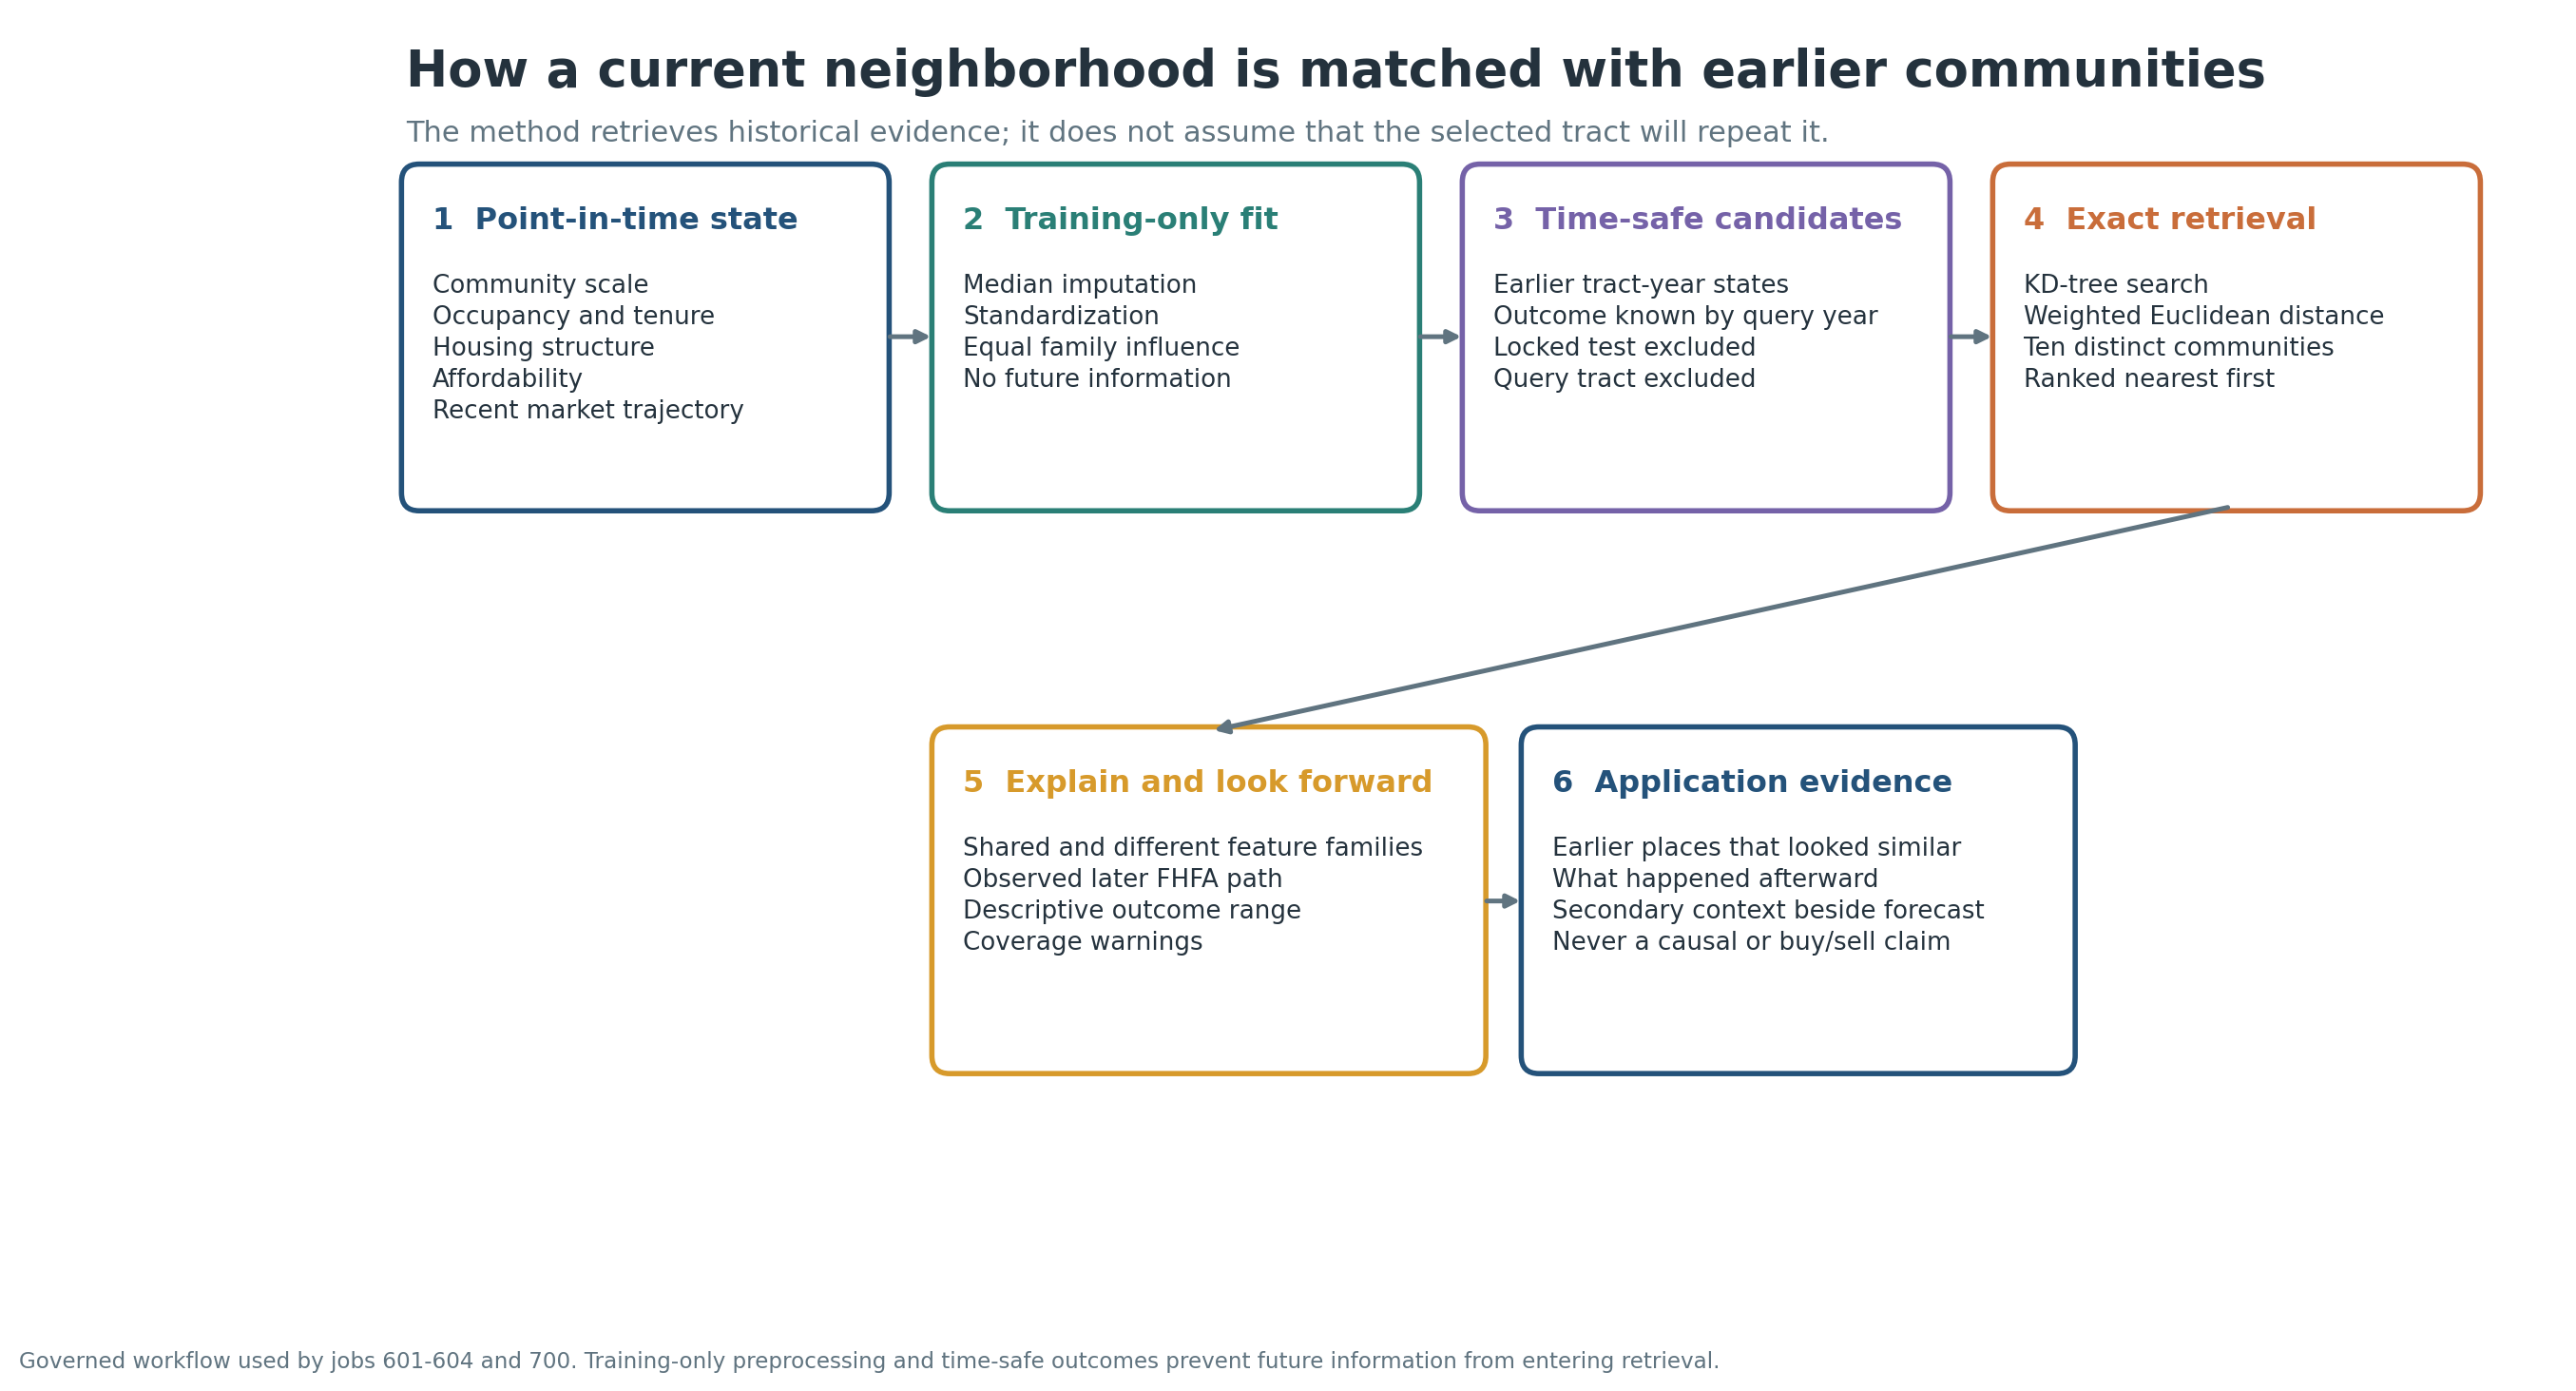 How a current neighborhood is matched with earlier communities
The method retrieves historical evidence; it does not assume that the selected tract will repeat it.
1 Point-in-time state
Community scale
Occupancy and tenure
Housing structure
Affordability
Recent market trajectory
2 Training-only fit
Median imputation
Standardization
Equal family influence
No future information
3 Time-safe candidates
Earlier tract-year states
Outcome known by query year
Locked test excluded
Query tract excluded
4 Exact retrieval
KD-tree search
Weighted Euclidean distance
Ten distinct communities
Ranked nearest first
5 Explain and look forward
Shared and different feature families
Observed later FHFA path
Descriptive outcome range
Coverage warnings
6 Application evidence
Earlier places that looked similar
What happened afterward
Secondary context beside forecast
Never a causal or buy/sell claim
Governed workflow used by jobs 601-604 and 700. Training-only preprocessing and time-safe outcomes prevent future information from entering retrieval.